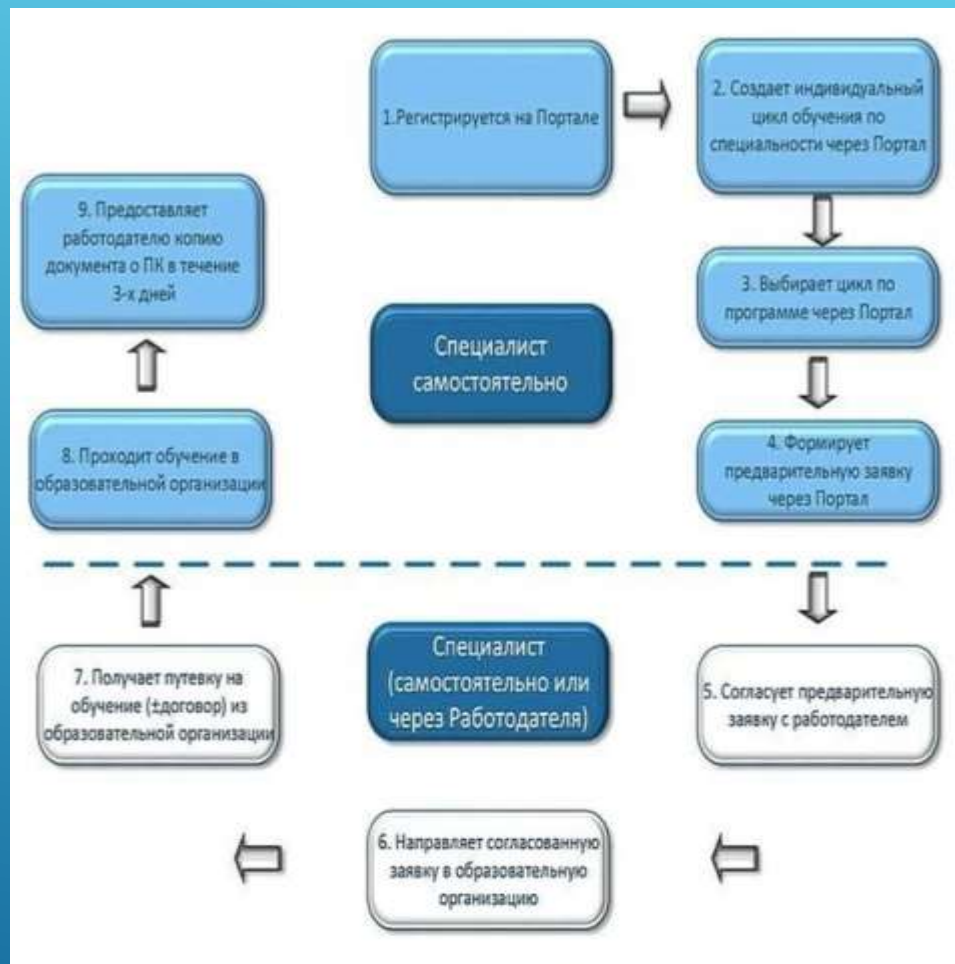 1.Регистрируется на Портале
2. Создает индивидуальный
цикл обучения по
специальности через Портал
3. Выбирает цикл по
программе через Портал
4. Формирует
предварительную заявку
через Портал
Специалист
самостоятельно
9. Предоставляет
работодателю копию
документа о ПК в течение
3-х дней
8. Проходит обучение в
образовательной организации
Специалист
(самостоятельно или
через Работодателя)
5. Согласует предварительную
заявку с работодателем
6. Направляет согласованную
заявку в образовательную
организацию
7. Получает путевку на
обучение (±договор) из
образовательной организации